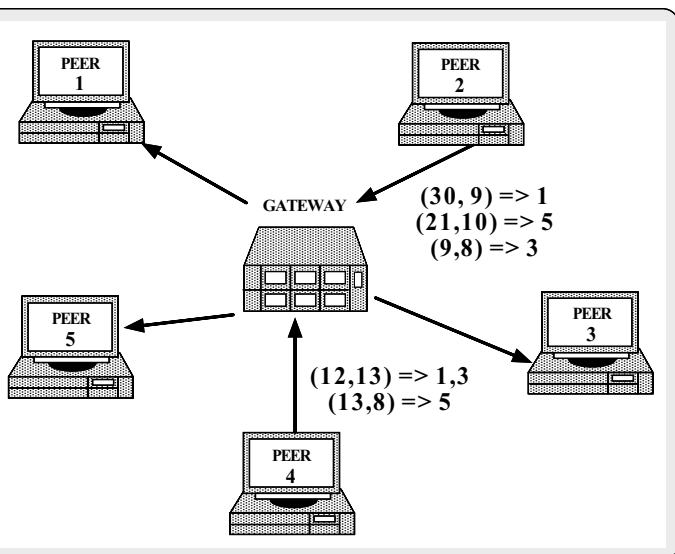 PEER
1
PEER
2
GATEWAY
(30, 9) => 1
(21,10) => 5
(9,8) => 3
PEER
5
PEER
3
(12,13) => 1,3
(13,8) => 5
PEER
4